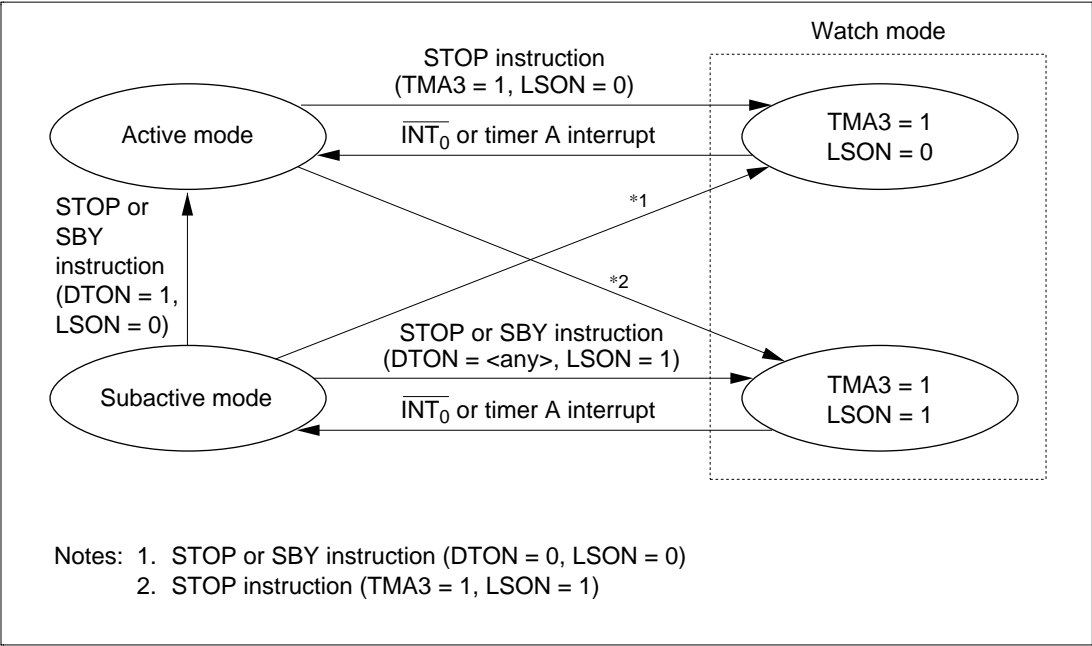 Watch mode
STOP instruction
(TMA3 = 1, LSON = 0)
Active mode
INT0 or timer A interrupt
TMA3 = 1
LSON = 0
*1
STOP or
SBY
instruction
(DTON = 1,
LSON = 0)
*2
STOP or SBY instruction
(DTON = <any>, LSON = 1)
Subactive mode
INT0 or timer A interrupt
TMA3 = 1
LSON = 1
Notes: 1. STOP or SBY instruction (DTON = 0, LSON = 0)
2. STOP instruction (TMA3 = 1, LSON = 1)